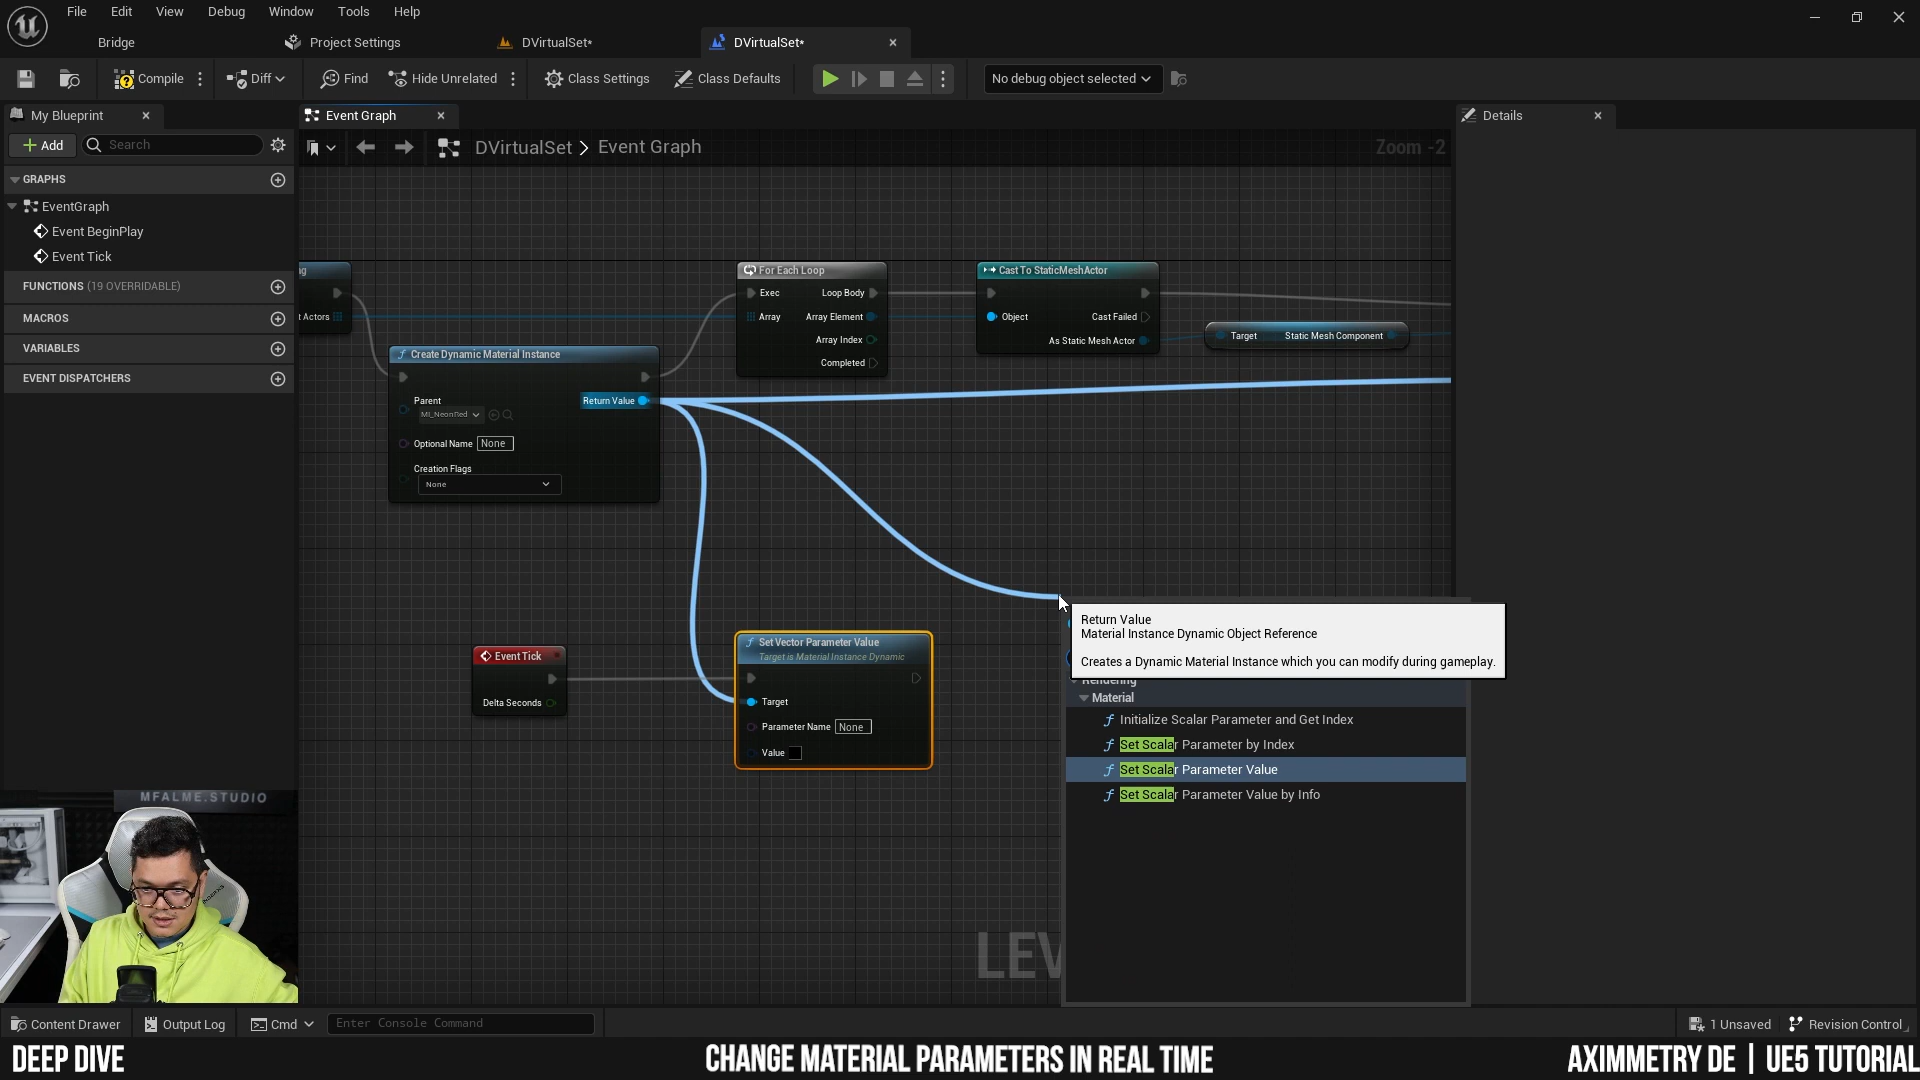 File Edit View Debug Window Tools Help
Bridge Project Settings DVirtualSet* DVirtualSet*
Compile Diff Find Hide Unrelated Class Settings Class Defaults No debug object selected
My Blueprint Event Graph Details
Add Search DVirtualSet > Event Graph Zoom -2
GRAPHS
EventGraph
Event BeginPlay
Event Tick
FUNCTIONS (19 OVERRIDABLE)
MACROS
VARIABLES
EVENT DISPATCHERS
t Actors
Create Dynamic Material Instance
Parent
MI_NeonRed
Return Value
Optional Name None
Creation Flags
None
For Each Loop
Exec Loop Body
Array Array Element
Array Index
Completed
Cast To StaticMeshActor
Object Cast Failed
As Static Mesh Actor
Target Static Mesh Component
Event Tick
Delta Seconds
Set Vector Parameter Value
Target is Material Instance Dynamic
Target
Parameter Name None
Value
Return Value
Material Instance Dynamic Object Reference
Creates a Dynamic Material Instance which you can modify during gameplay.
Rendering
Material
Initialize Scalar Parameter and Get Index
Set Scalar Parameter by Index
Set Scalar Parameter Value
Set Scalar Parameter Value by Info
LEV
MFALME.STUDIO
Content Drawer Output Log Cmd Enter Console Command 1 Unsaved Revision Control
DEEP DIVE CHANGE MATERIAL PARAMETERS IN REAL TIME AXIMMETRY DE | UE5 TUTORIAL